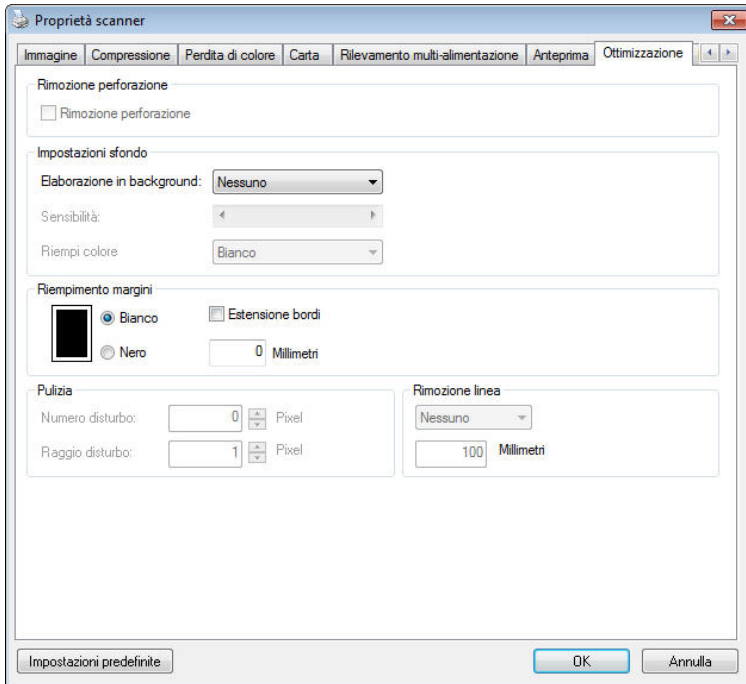 Proprietà scanner
Immagine Compressione Perdita di colore Carta Rilevamento multi-alimentazione Anteprima Ottimizzazione
Rimozione perforazione
Rimozione perforazione
Impostazioni sfondo
Elaborazione in background: Nessuno
Sensibilità:
Riempi colore Bianco
Riempimento margini
Bianco Estensione bordi
Nero 0 Millimetri
Pulizia Rimozione linea
Numero disturbo: 0 Pixel Nessuno
Raggio disturbo: 1 Pixel 100 Millimetri
Impostazioni predefinite OK Annulla